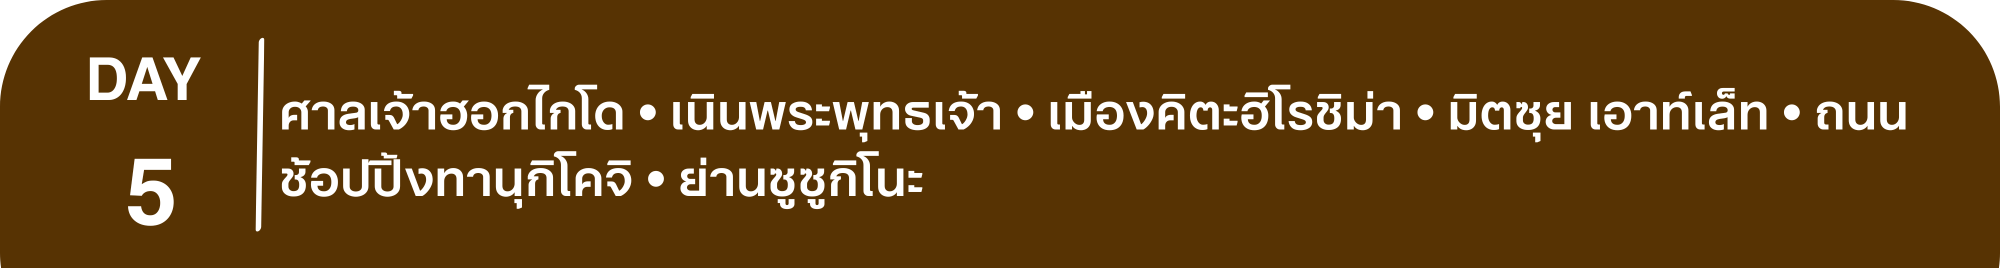 DAY
5
ศาลเจ้าฮอกไกโด • เนินพระพุทธเจ้า • เมืองคิตะฮิโรชิม่า • มิตซุย เอาท์เล็ท • ถนน
ช้อปปิ้งทานุกิโคจิ • ย่านซูซูกิโนะ